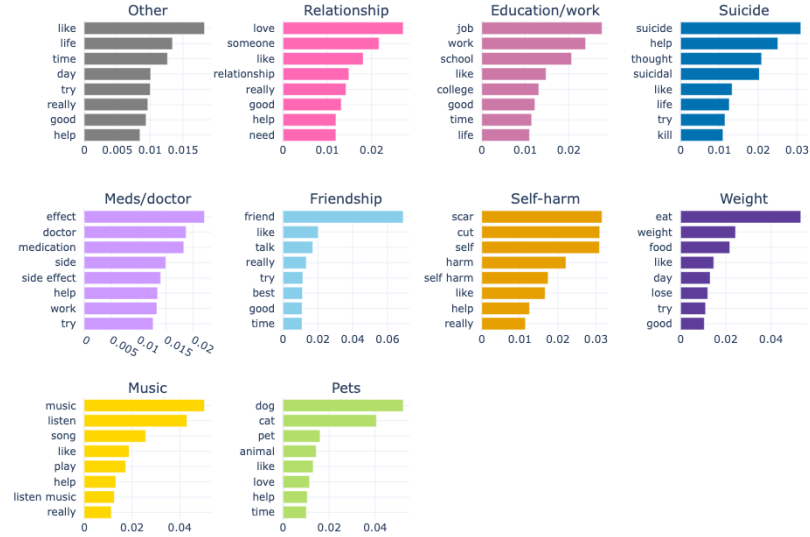 Other
like
life
time
day
try
really
good
help
0 0.005 0.01 0.015
Relationship
love
someone
like
relationship
really
good
help
need
0 0.02
Education/work
job
work
school
like
college
good
time
life
0 0.02
Suicide
suicide
help
thought
suicidal
like
life
try
kill
0 0.01 0.02 0.03
Meds/doctor
effect
doctor
medication
side
side effect
help
work
try
0 0.005 0.01 0.015 0.02
Friendship
friend
like
talk
really
try
best
good
time
0 0.02 0.04 0.06
Self-harm
scar
cut
self
harm
self harm
like
help
really
0 0.01 0.02 0.03
Weight
eat
weight
food
like
day
lose
try
good
0 0.02 0.04
Music
music
listen
song
like
play
help
listen music
really
0 0.02 0.04
Pets
dog
cat
pet
animal
like
love
help
time
0 0.02 0.04